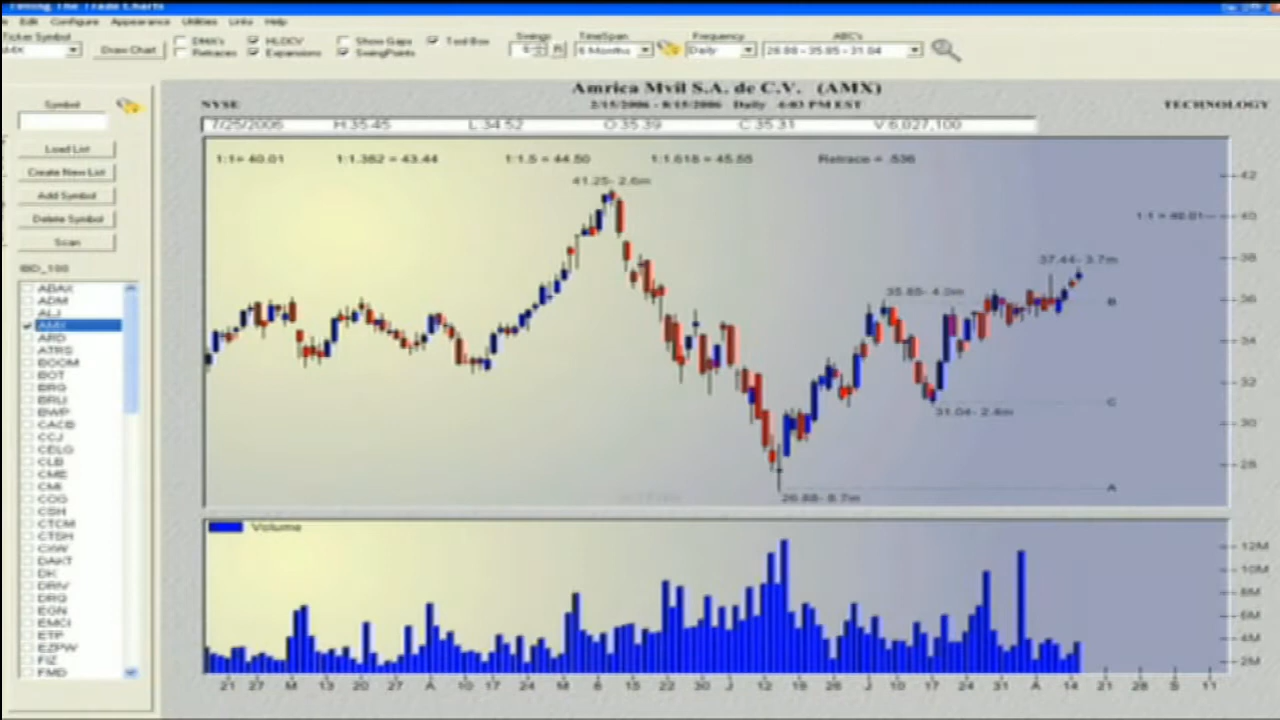 Timing The Trade Charts
Edit Configure Appearance Utilities Links Help
Ticker Symbol
AMX
Draw Chart
DMA's
Retraces
HLOCV
Expansions
Show Gaps
SwingPoints
Tool Box
Swings
TimeSpan
6 Months
Frequency
Daily
ABC's
26.88 - 35.85 - 31.04
Symbol
Load List
Create New List
Add Symbol
Delete Symbol
Scan
IBD_100
ABAX
ADM
ALJ
AMX
ARD
ATRS
BOOM
BOT
BRG
BRLI
BWP
CACB
CCJ
CELG
CLB
CME
CMI
COG
CSH
CTCM
CTSH
CXW
DAKT
DK
DRIV
DRQ
EGN
EMCI
ETP
EZPW
FIZ
FMD
Amrica Mvil S.A. de C.V. (AMX)
NYSE
2/15/2006 - 8/15/2006 Daily 4:03 PM EST
TECHNOLOGY
7/25/2006 H:35.45 L:34.52 O:35.39 C:35.31 V:6,027,100
1:1= 40.01 1:1.382 = 43.44 1:1.5 = 44.50 1:1.618 = 45.55 Retrace = .536
41.25- 2.6m
1:1 = 40.01
37.44- 3.7m
35.85- 4.0m
B
C
31.04- 2.6m
A
26.88- 8.7m
42
40
38
36
34
32
30
28
Volume
12M
10M
8M
6M
4M
2M
21 27 M 13 20 27 A 10 17 24 M 8 15 22 30 J 12 19 26 J 10 17 24 31 A 14 21 28 S 11